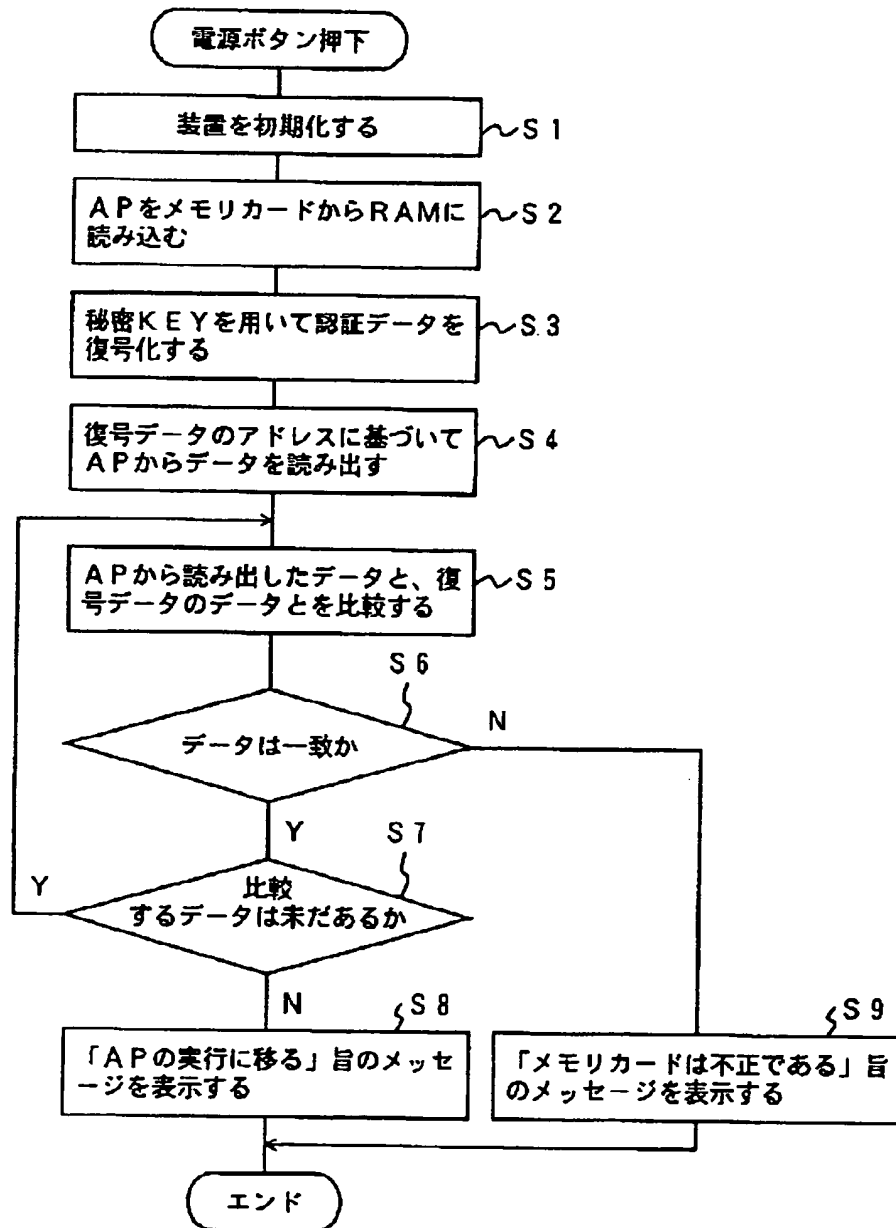 電源ボタン押下
装置を初期化する
S1
APをメモリカードからRAMに
読み込む
S2
秘密KEYを用いて認証データを
復号化する
S3
復号データのアドレスに基づいて
APからデータを読み出す
S4
APから読み出したデータと、復
号データのデータとを比較する
S5
S6
データは一致か
N
Y
S7
Y
比較
するデータは未だあるか
N
S8
「APの実行に移る」旨のメッセ
ージを表示する
S9
「メモリカードは不正である」旨
のメッセージを表示する
エンド